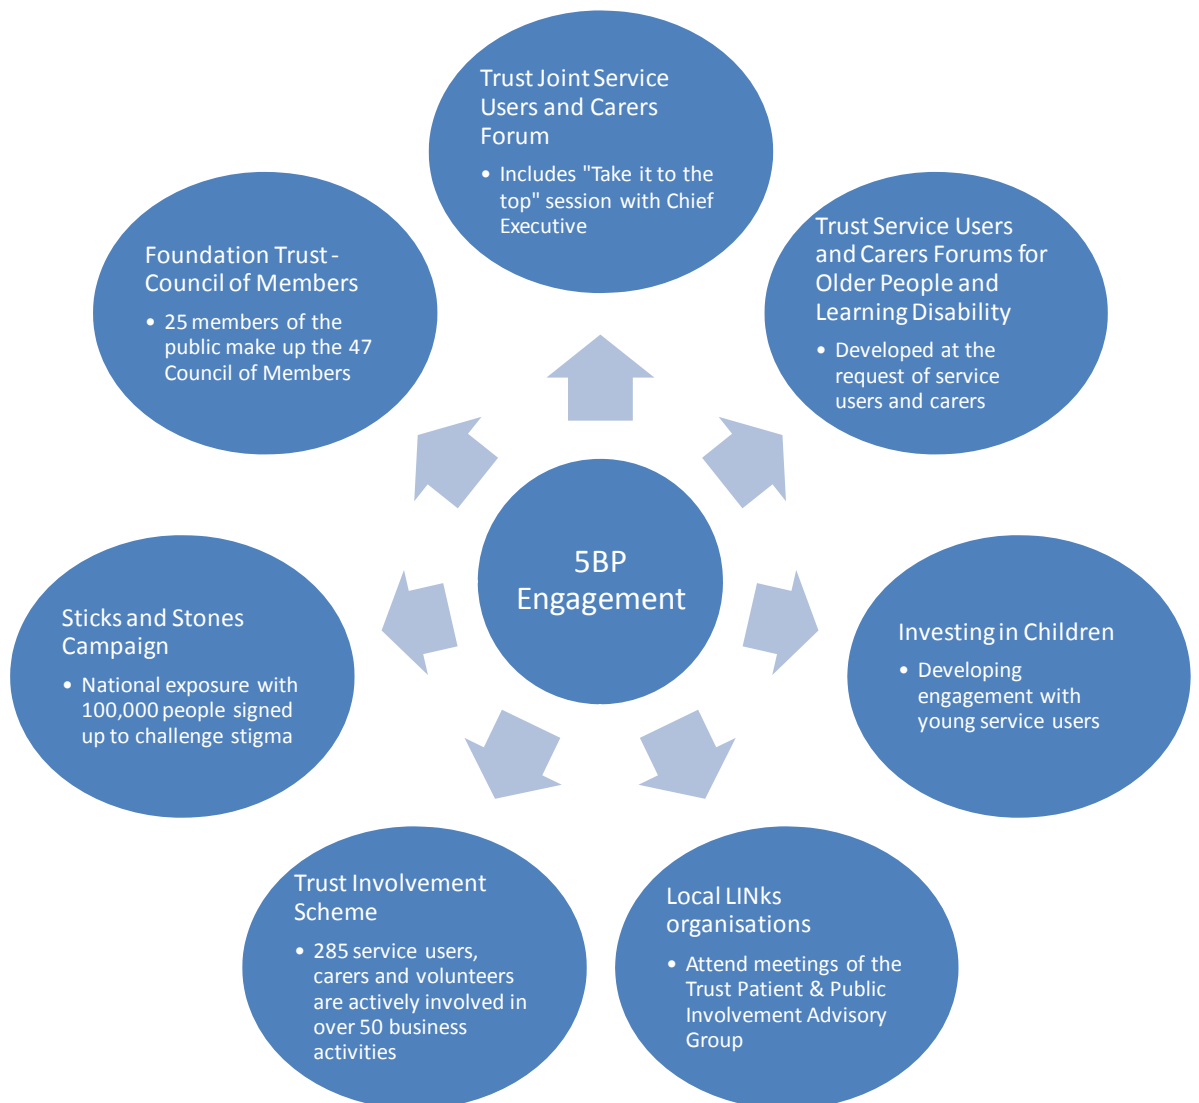 Trust Joint Service
Users and Carers
Forum
• Includes "Take it to the
top" session with Chief
Executive
Trust Service Users
and Carers Forums for
Older People and
Learning Disability
• Developed at the
request of service
users and carers
Investing in Children
• Developing
engagement with
young service users
Local LINks
organisations
• Attend meetings of the
Trust Patient & Public
Involvement Advisory
Group
Trust Involvement
Scheme
• 285 service users,
carers and volunteers
are actively involved in
over 50 business
activities
Sticks and Stones
Campaign
• National exposure with
100,000 people signed
up to challenge stigma
Foundation Trust -
Council of Members
• 25 members of the
public make up the 47
Council of Members
5BP
Engagement